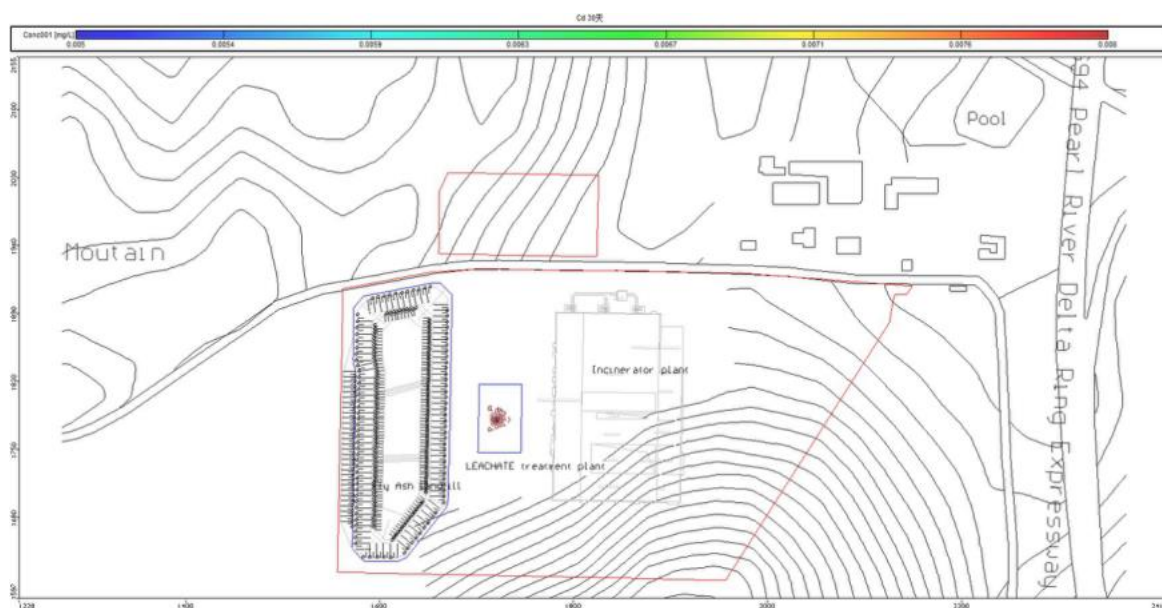 Cd 30天
Conc001 [mg/L]
0.005 0.0054 0.0059 0.0063 0.0067 0.0071 0.0076 0.008
Pool
G94 Pearl River Delta Ring Expressway
Moutain
Incinerator plant
LEACHATE treatment plant
Fly Ash landfill